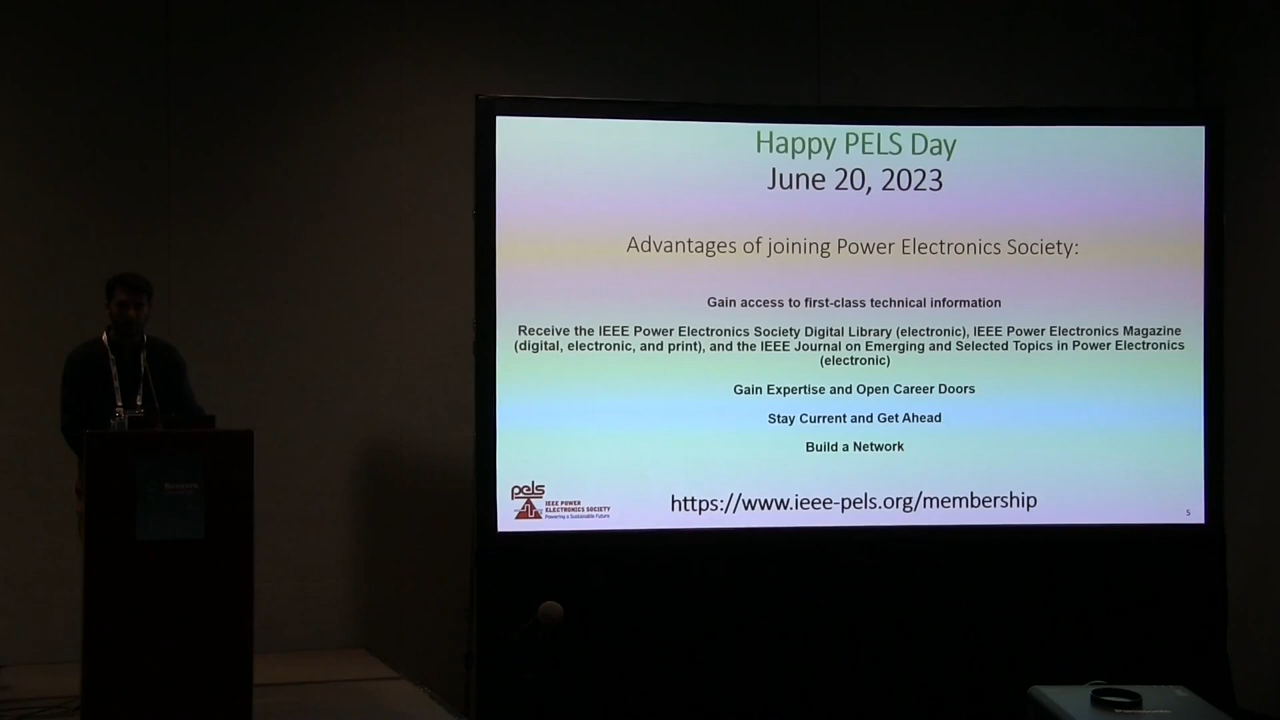 Happy PELS Day
June 20, 2023
Advantages of joining Power Electronics Society:
Gain access to first-class technical information
Receive the IEEE Power Electronics Society Digital Library (electronic), IEEE Power Electronics Magazine
(digital, electronic, and print), and the IEEE Journal on Emerging and Selected Topics in Power Electronics
(electronic)
Gain Expertise and Open Career Doors
Stay Current and Get Ahead
Build a Network
pels
IEEE POWER
ELECTRONICS SOCIETY
Powering a Sustainable Future
https://www.ieee-pels.org/membership
5